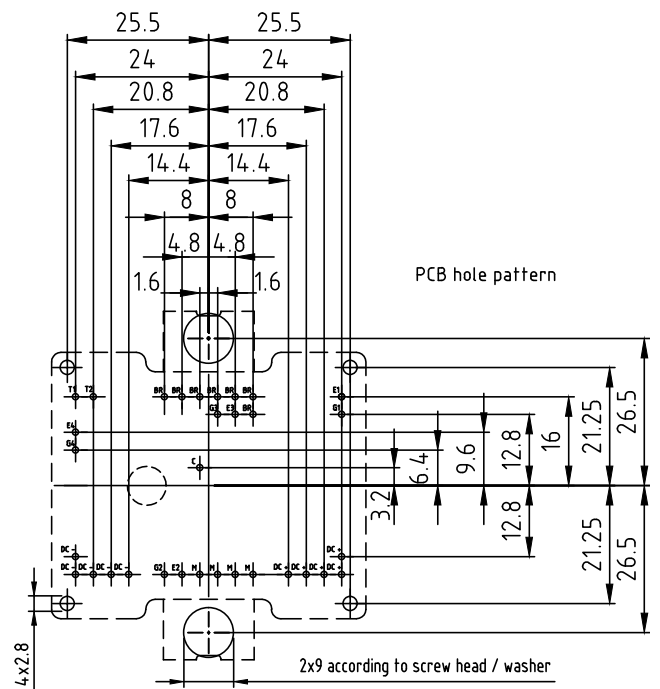 25.5 25.5
24 24
20.8 20.8
17.6 17.6
14.4 14.4
8 8
4.8 4.8
1.6 1.6
PCB hole pattern
T1 T2 BR BR BR BR BR BR E1
G3 E3 BR G1
E4
G4
C
3.2 6.4 9.6 12.8 16 21.25 26.5
12.8 21.25 26.5
DC - DC +
DC - DC - DC - DC - G2 E2 M M M M DC + DC + DC + DC +
4x2.8
2x9 according to screw head / washer